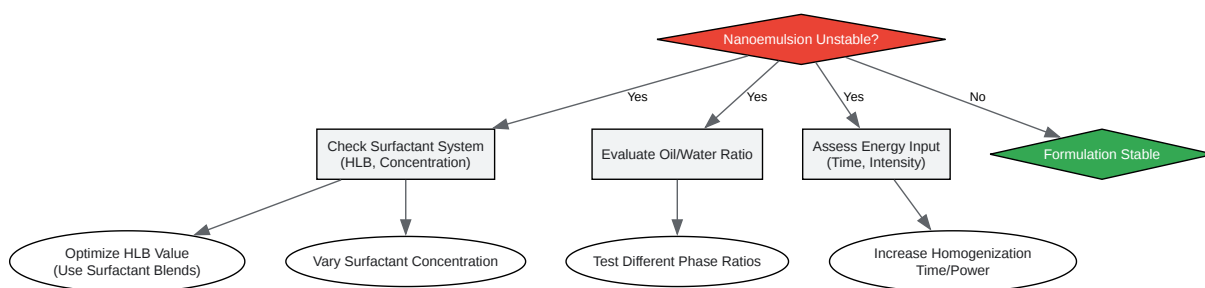 Nanoemulsion Unstable?
Yes
Yes
Yes
No
Check Surfactant System
(HLB, Concentration)
Evaluate Oil/Water Ratio
Assess Energy Input
(Time, Intensity)
Formulation Stable
Optimize HLB Value
(Use Surfactant Blends)
Vary Surfactant Concentration
Test Different Phase Ratios
Increase Homogenization
Time/Power